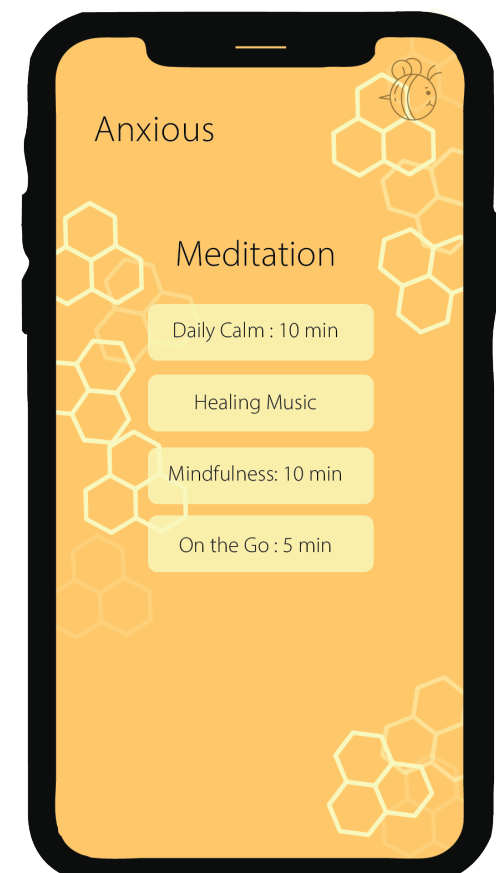 Anxious
Meditation
Daily Calm : 10 min
Healing Music
Mindfulness: 10 min
On the Go : 5 min